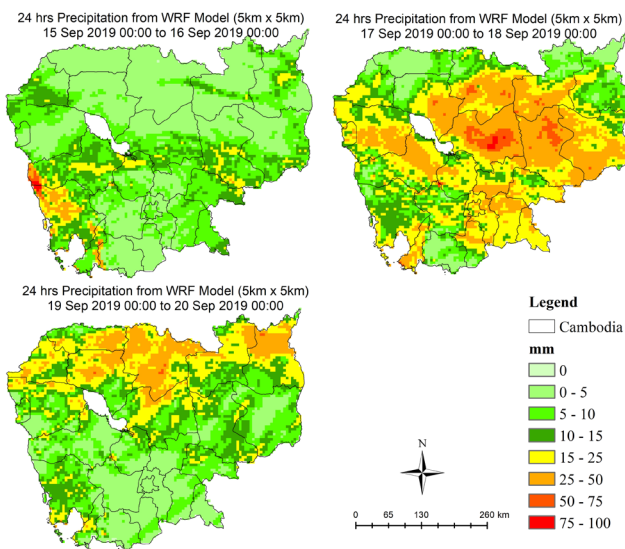 24 hrs Precipitation from WRF Model (5km x 5km)
15 Sep 2019 00:00 to 16 Sep 2019 00:00
24 hrs Precipitation from WRF Model (5km x 5km)
17 Sep 2019 00:00 to 18 Sep 2019 00:00
24 hrs Precipitation from WRF Model (5km x 5km)
19 Sep 2019 00:00 to 20 Sep 2019 00:00
Legend
Cambodia
mm
0
0 - 5
5 - 10
10 - 15
15 - 25
25 - 50
50 - 75
75 - 100
N
0 65 130 260 km